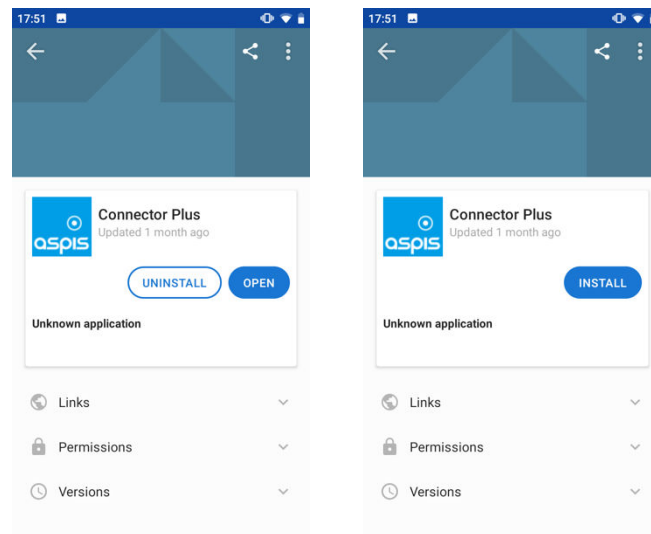 17:51
Connector Plus
Updated 1 month ago
aspis
UNINSTALL
OPEN
Unknown application
Links
Permissions
Versions
17:51
Connector Plus
Updated 1 month ago
aspis
INSTALL
Unknown application
Links
Permissions
Versions